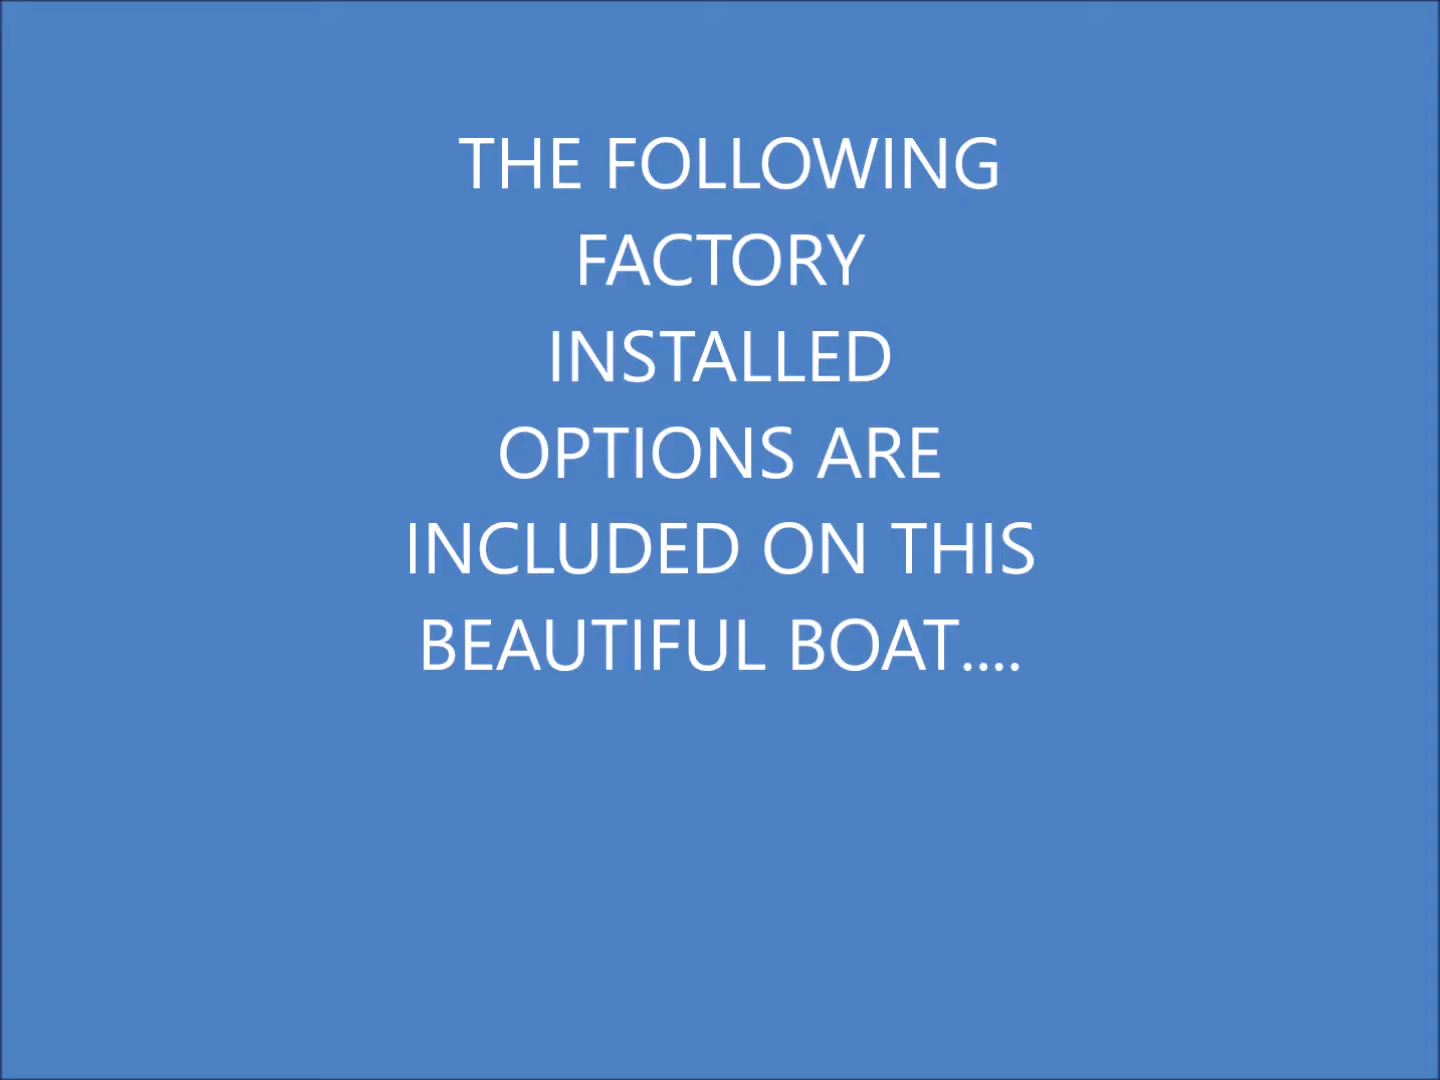 THE FOLLOWING
FACTORY
INSTALLED
OPTIONS ARE
INCLUDED ON THIS
BEAUTIFUL BOAT....